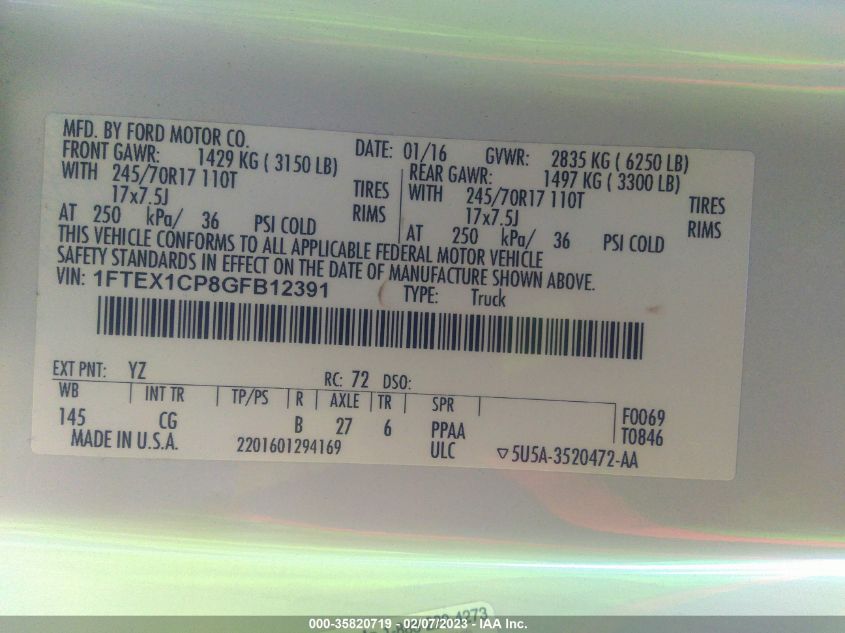 MFD. BY FORD MOTOR CO.
DATE: 01/16 GVWR: 2835 KG ( 6250 LB)
FRONT GAWR: 1429 KG ( 3150 LB)
WITH 245/70R17 110T TIRES
17x7.5J RIMS
AT 250 kPa/ 36 PSI COLD
REAR GAWR: 1497 KG ( 3300 LB)
WITH 245/70R17 110T TIRES
17x7.5J RIMS
AT 250 kPa/ 36 PSI COLD
THIS VEHICLE CONFORMS TO ALL APPLICABLE FEDERAL MOTOR VEHICLE
SAFETY STANDARDS IN EFFECT ON THE DATE OF MANUFACTURE SHOWN ABOVE.
VIN: 1FTEX1CP8GFB12391 TYPE: Truck
EXT PNT: YZ RC: 72 DSO:
WB INT TR TP/PS R AXLE TR SPR
145 CG B 27 6 PPAA
F0069
T0846
MADE IN U.S.A. 2201601294169 ULC ▽5U5A-3520472-AA
000-35820719 - 02/07/2023 - IAA Inc.